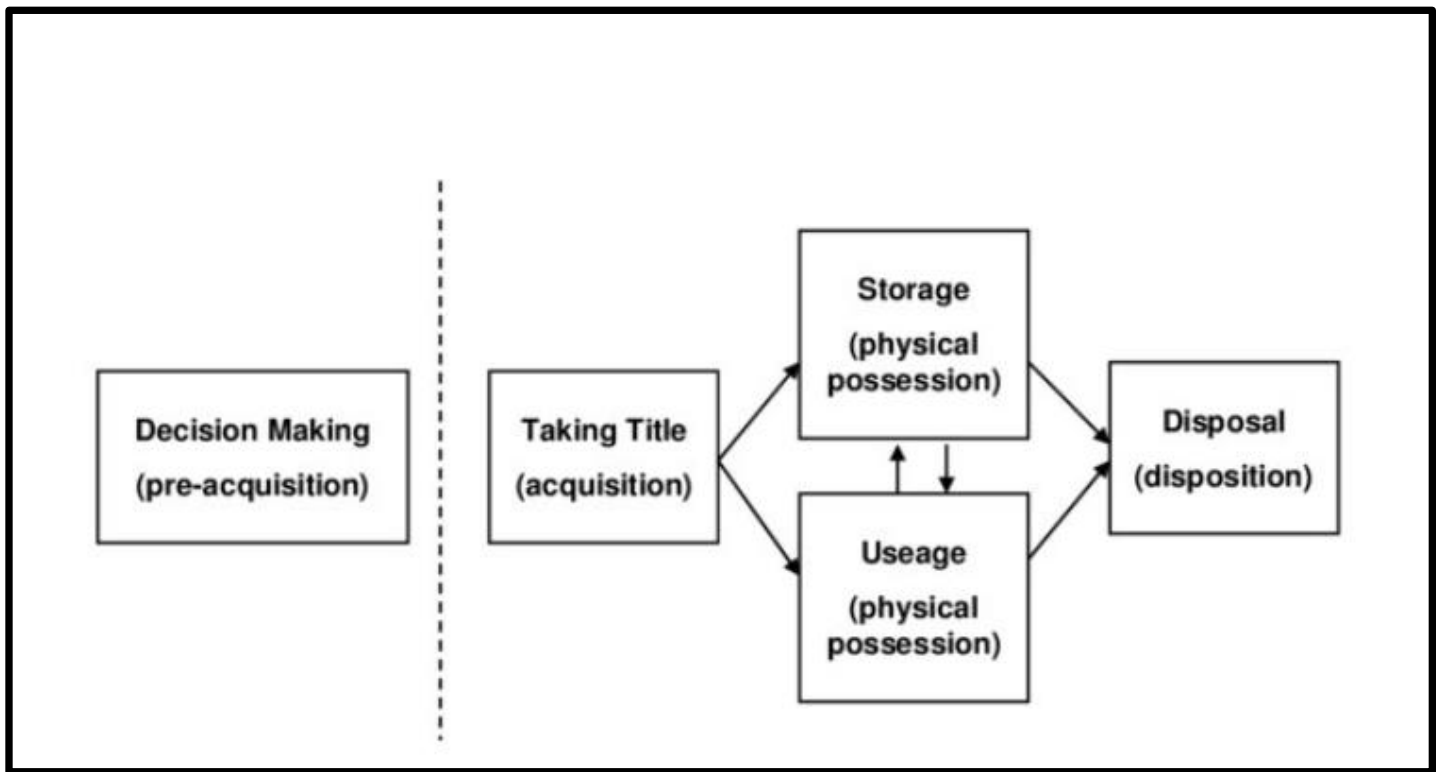 Decision Making
(pre-acquisition)
Taking Title
(acquisition)
Storage
(physical
possession)
Useage
(physical
possession)
Disposal
(disposition)